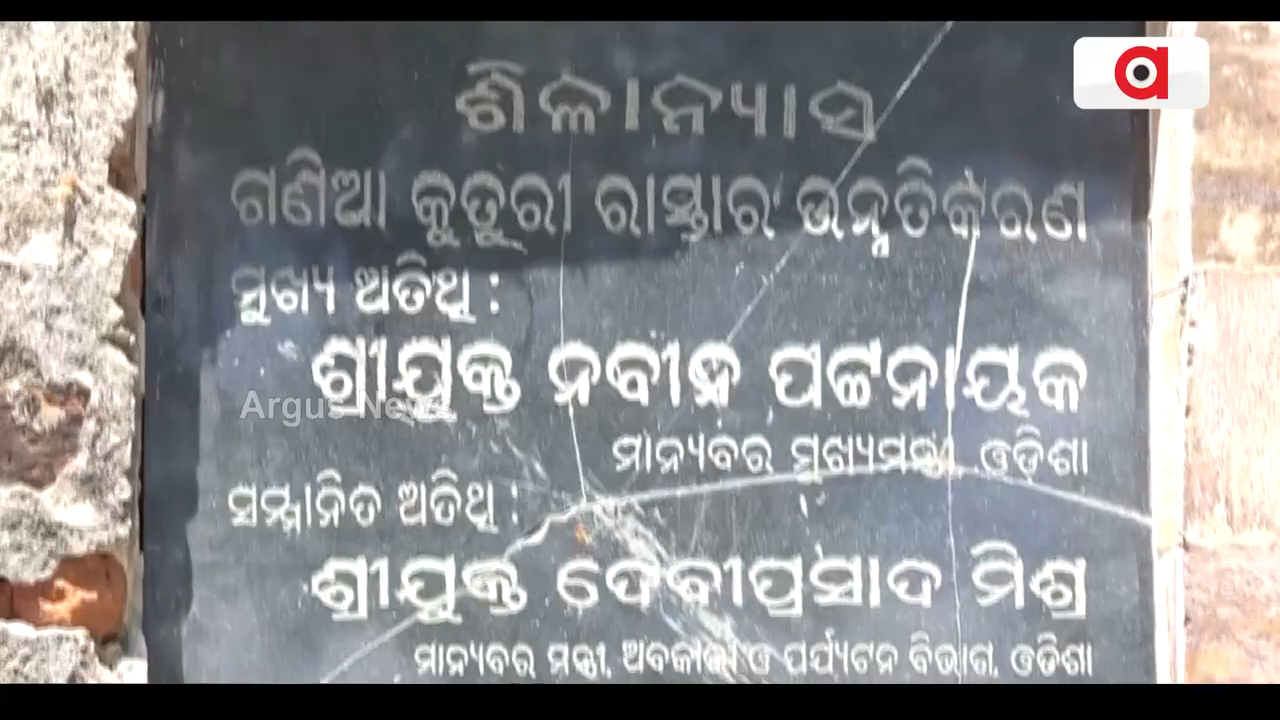 ଶିଳାନ୍ୟାସ
ଗଣିଆ କୁତୁରୀ ରାସ୍ତାର ଉନ୍ନତିକରଣ
ମୁଖ୍ୟ ଅତିଥି :
ଶ୍ରୀଯୁକ୍ତ ନବୀନ ପଟ୍ଟନାୟକ
ମାନ୍ୟବର ମୁଖ୍ୟମନ୍ତ୍ରୀ, ଓଡ଼ିଶା
Argus News
ସମ୍ମାନିତ ଅତିଥି :
ଶ୍ରୀଯୁକ୍ତ ଦେବୀପ୍ରସାଦ ମିଶ୍ର
ମାନ୍ୟବର ମନ୍ତ୍ରୀ, ଅବକାରୀ ଓ ପର୍ଯ୍ୟଟନ ବିଭାଗ, ଓଡିଶା